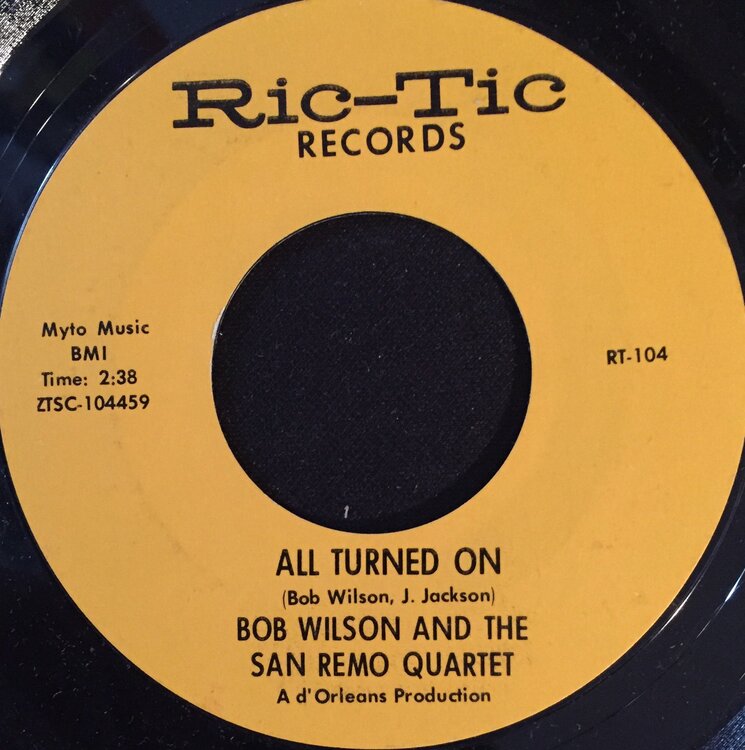 Ric-Tic
RECORDS
Myto Music
BMI
Time: 2:38
ZTSC-104459
RT-104
ALL TURNED ON
(Bob Wilson, J. Jackson)
BOB WILSON AND THE
SAN REMO QUARTET
A d'Orleans Production